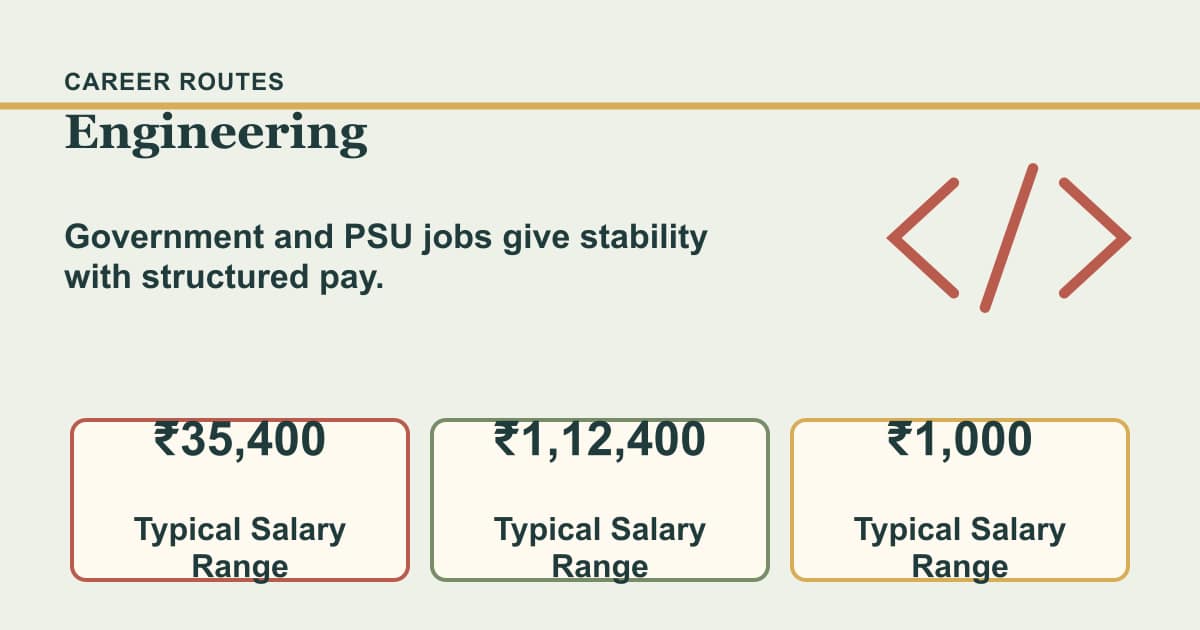 CAREER ROUTES
Engineering
Government and PSU jobs give stability
with structured pay.
₹35,400
₹1,12,400
₹1,000
Typical Salary
Range
Typical Salary
Range
Typical Salary
Range